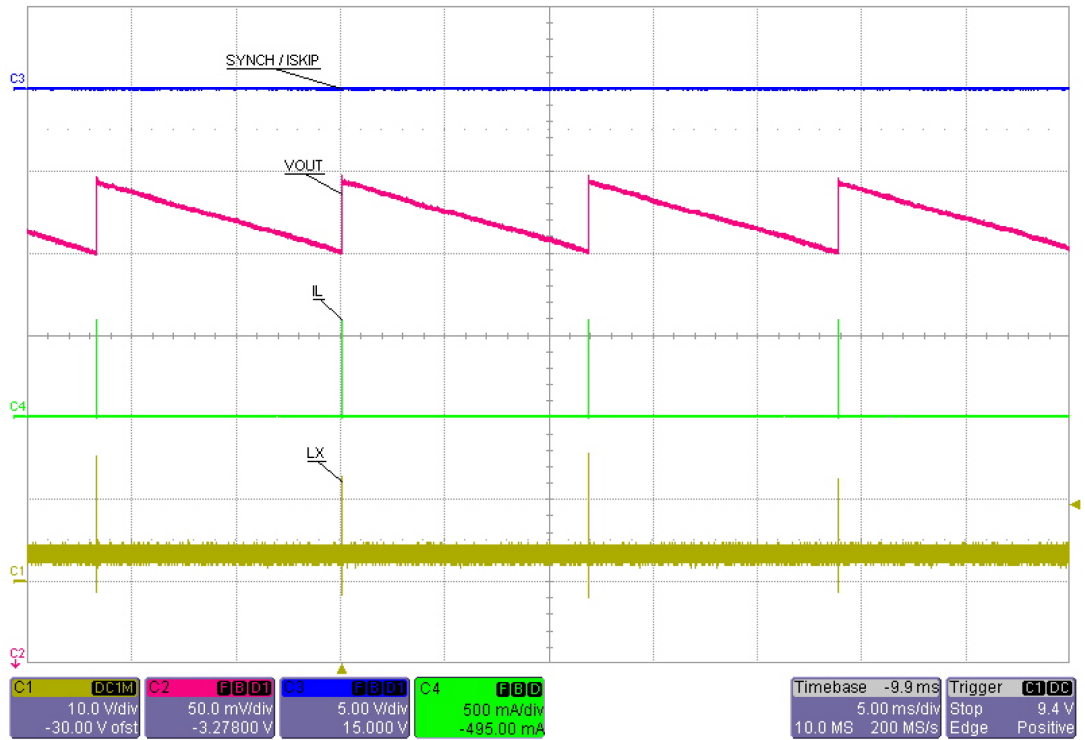 SYNCH / ISKIP
C3
VOUT
IL
C4
LX
C1
C2
C1 DC1M
10.0 V/div
-30.00 V ofst
C2 F B D1
50.0 mV/div
-3.27800 V
C3 F B D1
5.00 V/div
15.000 V
C4 F B D
500 mA/div
-495.00 mA
Timebase -9.9 ms
5.00 ms/div
10.0 MS 200 MS/s
Trigger C1 DC
Stop 9.4 V
Edge Positive